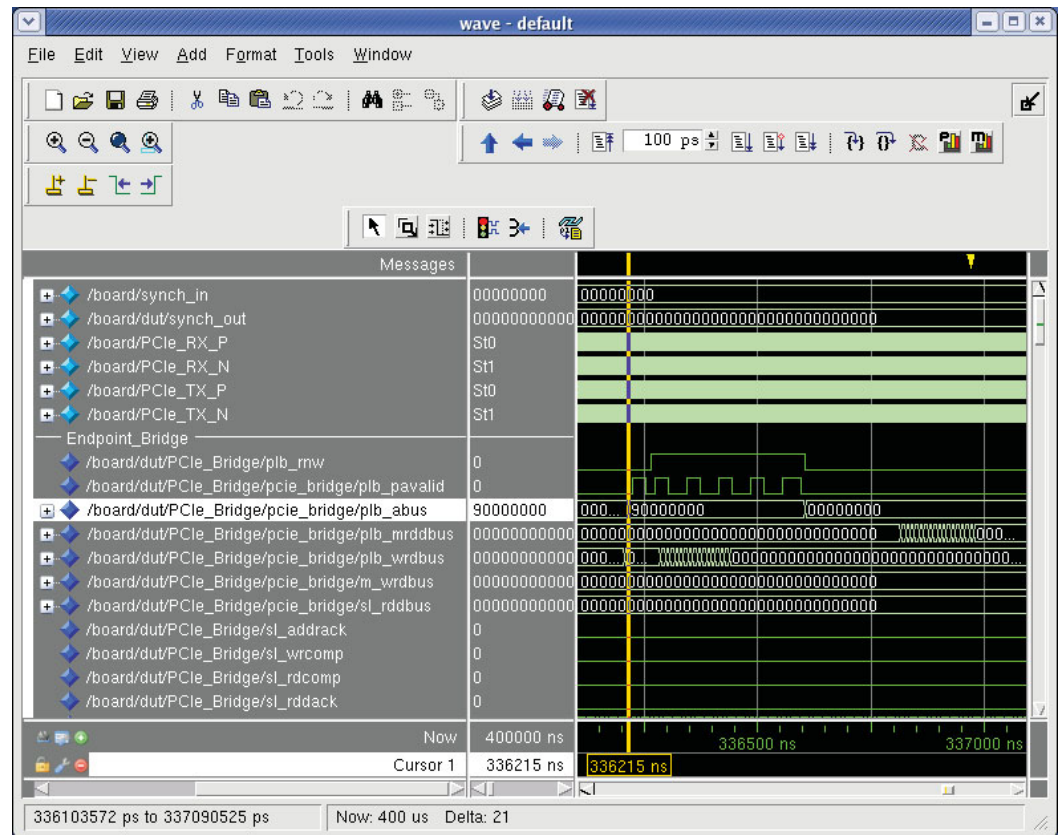 wave - default
File Edit View Add Format Tools Window
100 ps
Messages
/board/synch_in 00000000 00000000
/board/dut/synch_out 00000000000 00000000000000000000000000000000
/board/PCIe_RX_P St0
/board/PCIe_RX_N St1
/board/PCIe_TX_P St0
/board/PCIe_TX_N St1
Endpoint_Bridge
/board/dut/PCIe_Bridge/plb_rnw 0
/board/dut/PCIe_Bridge/pcie_bridge/plb_pavalid 0
/board/dut/PCIe_Bridge/pcie_bridge/plb_abus 90000000 000... 90000000 00000000
/board/dut/PCIe_Bridge/pcie_bridge/plb_mrddbus 00000000000 00000000000000000000000000000000 000...
/board/dut/PCIe_Bridge/pcie_bridge/plb_wrdbus 00000000000 000... 0... 00000000000000000000000000000...
/board/dut/PCIe_Bridge/pcie_bridge/m_wrdbus 00000000000 00000000000000000000000000000000
/board/dut/PCIe_Bridge/pcie_bridge/sl_rddbus 00000000000 00000000000000000000000000000000
/board/dut/PCIe_Bridge/sl_addrack 0
/board/dut/PCIe_Bridge/sl_wrcomp 0
/board/dut/PCIe_Bridge/sl_rdcomp 0
/board/dut/PCIe_Bridge/sl_rddack 0
Now 400000 ns 336500 ns 337000 ns
Cursor 1 336215 ns 336215 ns
336103572 ps to 337090525 ps Now: 400 us Delta: 21